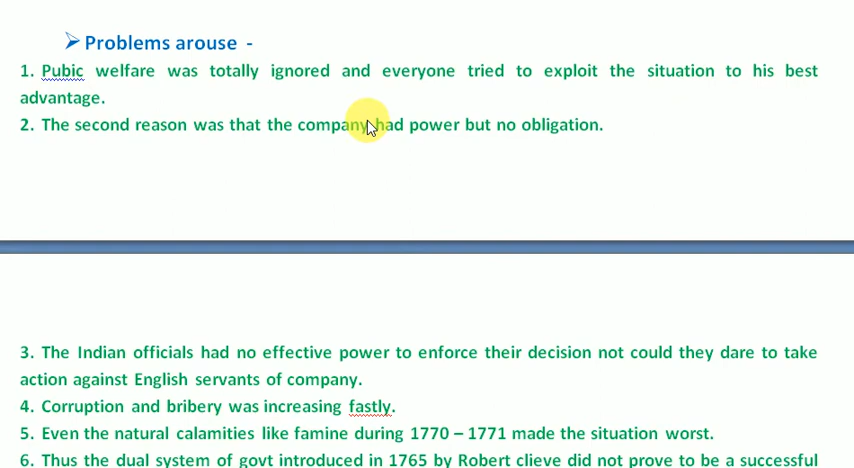 ➢ Problems arouse -
1. Pubic welfare was totally ignored and everyone tried to exploit the situation to his best
advantage.
2. The second reason was that the company had power but no obligation.
3. The Indian officials had no effective power to enforce their decision not could they dare to take
action against English servants of company.
4. Corruption and bribery was increasing fastly.
5. Even the natural calamities like famine during 1770 – 1771 made the situation worst.
6. Thus the dual system of govt introduced in 1765 by Robert clieve did not prove to be a successful